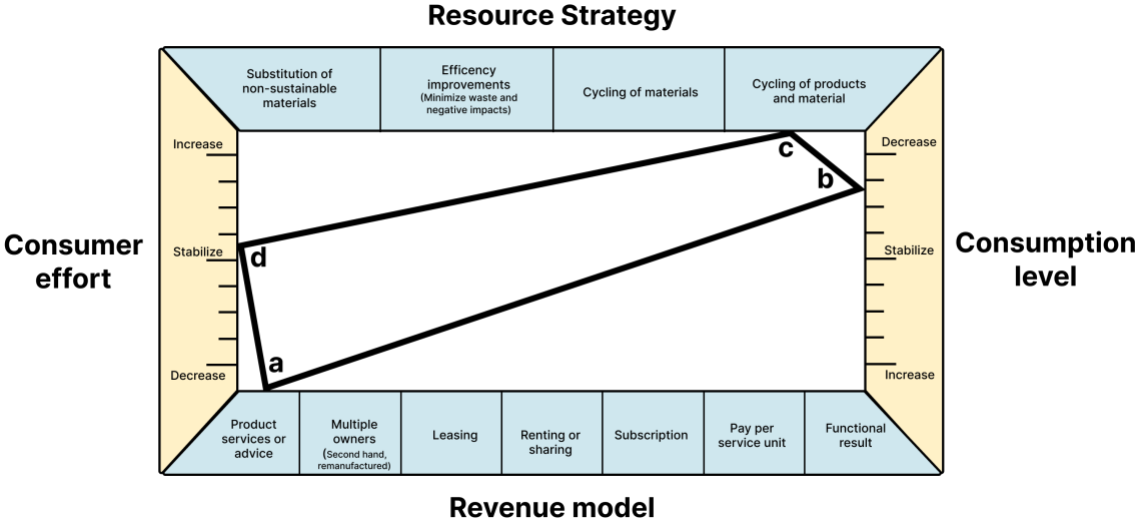 Resource Strategy
Substitution of
non-sustainable
materials
Efficency
improvements
(Minimize waste and
negative impacts)
Cycling of materials
Cycling of products
and material
Increase
Stabilize
Decrease
Consumer
effort
Decrease
Stabilize
Increase
Consumption
level
c
b
d
a
Product
services or
advice
Multiple
owners
(Second hand,
remanufactured)
Leasing
Renting or
sharing
Subscription
Pay per
service unit
Functional
result
Revenue model